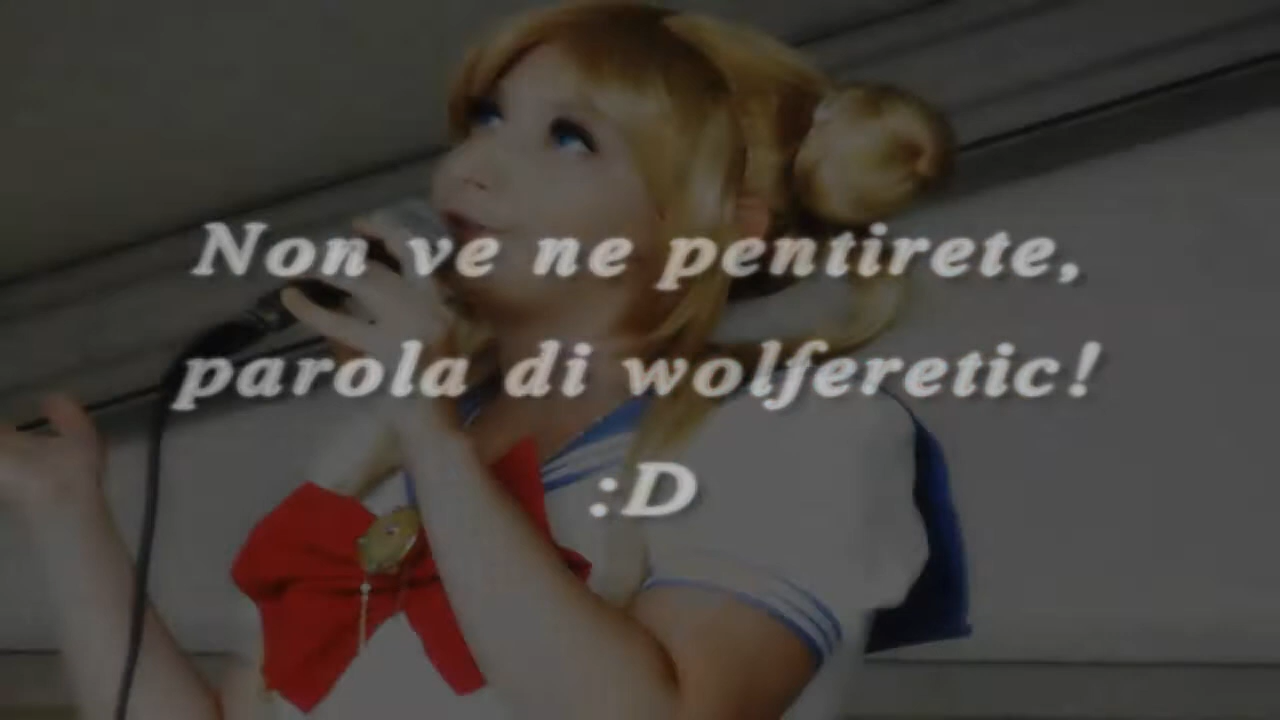 Non ve ne pentirete,
parola di wolferetic!
:D